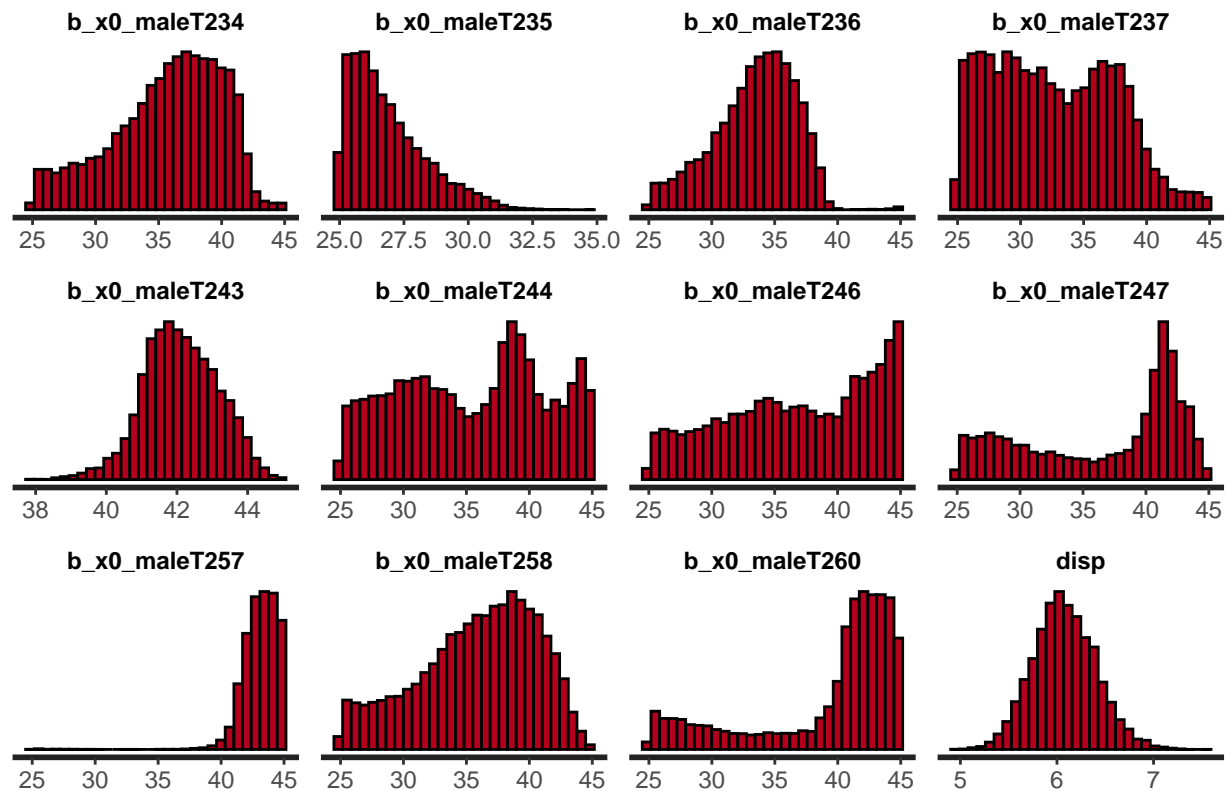 b_x0_maleT234 b_x0_maleT235 b_x0_maleT236 b_x0_maleT237
25 30 35 40 45 25.0 27.5 30.0 32.5 35.0 25 30 35 40 45 25 30 35 40 45
b_x0_maleT243 b_x0_maleT244 b_x0_maleT246 b_x0_maleT247
38 40 42 44 25 30 35 40 45 25 30 35 40 45 25 30 35 40 45
b_x0_maleT257 b_x0_maleT258 b_x0_maleT260 disp
25 30 35 40 45 25 30 35 40 45 25 30 35 40 45 5 6 7